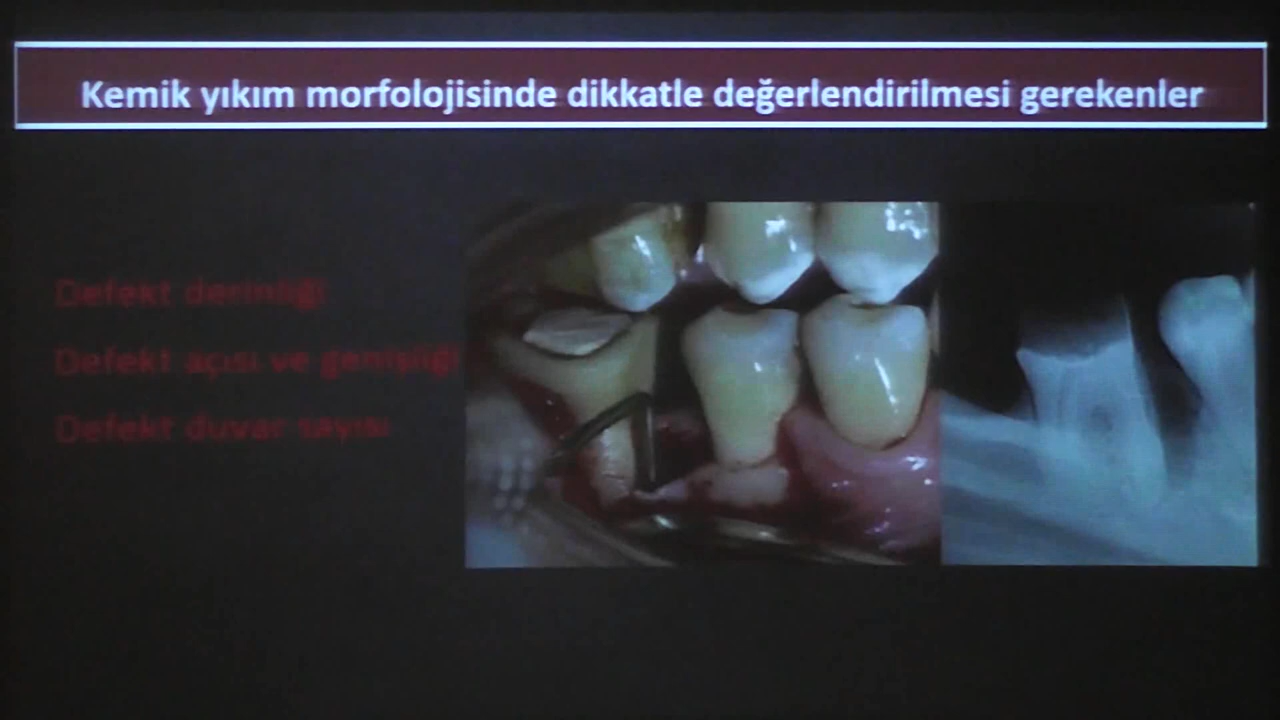 Kemik yıkım morfolojisinde dikkatle değerlendirilmesi gerekenler
Defekt derinliği
Defekt açısı ve genişliği
Defekt duvar sayısı